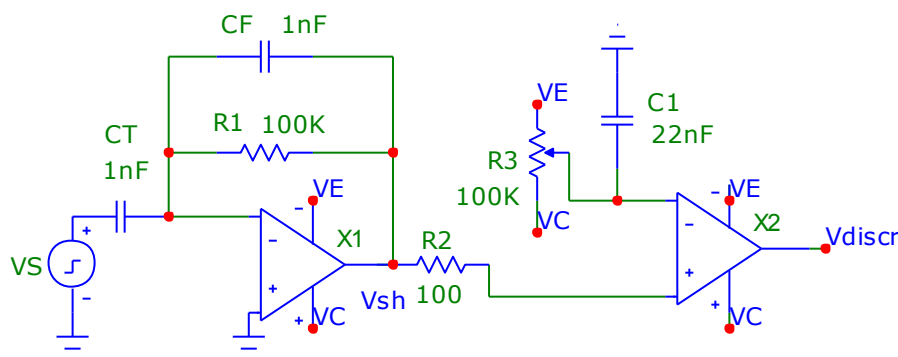 CF 1nF
R1 100K
CT
1nF
VS
+
-
VE
-
-
+
X1
+
VC
Vsh
R2
100
VE
R3
100K
VC
C1
22nF
-
VE
-
+
X2
Vdiscr
+
VC